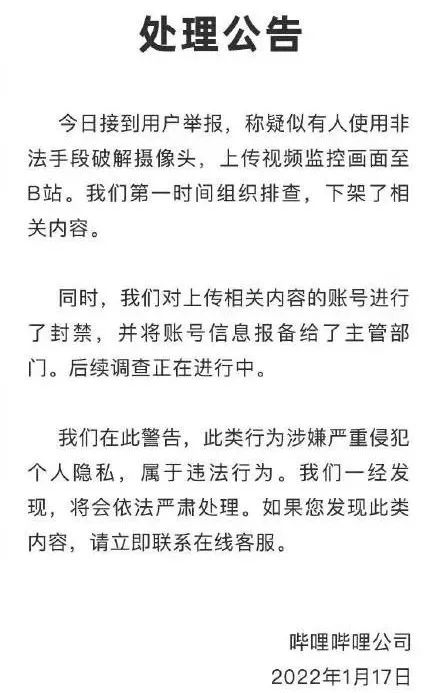 处理公告
今日接到用户举报，称疑似有人使用非
法手段破解摄像头，上传视频监控画面至
B站。我们第一时间组织排查，下架了相
关内容。
同时，我们对上传相关内容的账号进行
了封禁，并将账号信息报备给了主管部
门。后续调查正在进行中。
我们在此警告，此类行为涉嫌严重侵犯
个人隐私，属于违法行为。我们一经发
现，将会依法严肃处理。如果您发现此类
内容，请立即联系在线客服。
哔哩哔哩公司
2022年1月17日